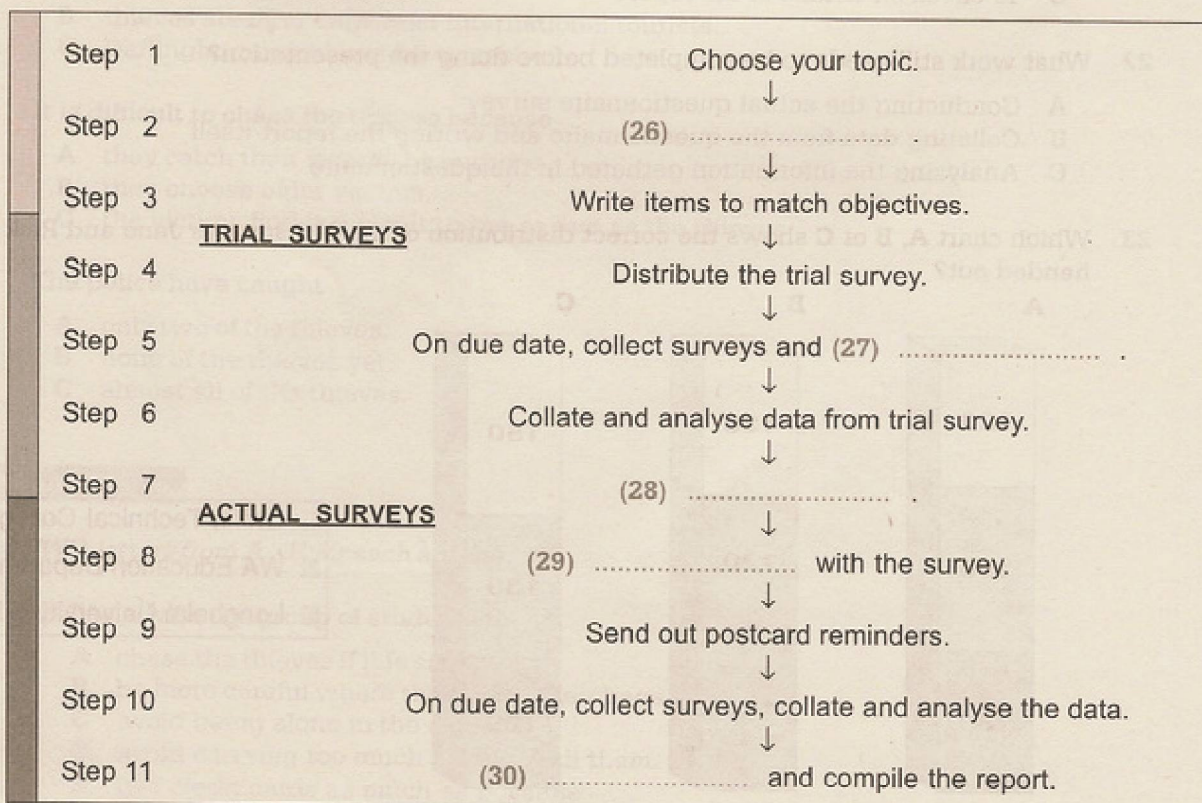 Step 1 Choose your topic.
↓
Step 2 (26) ................................ .
↓
Step 3 Write items to match objectives.
TRIAL SURVEYS ↓
Step 4 Distribute the trial survey.
↓
Step 5 On due date, collect surveys and (27) ............................ .
↓
Step 6 Collate and analyse data from trial survey.
↓
Step 7 (28) ............................ .
ACTUAL SURVEYS ↓
Step 8 (29) ............................ with the survey.
↓
Step 9 Send out postcard reminders.
↓
Step 10 On due date, collect surveys, collate and analyse the data.
↓
Step 11 (30) ................................... and compile the report.